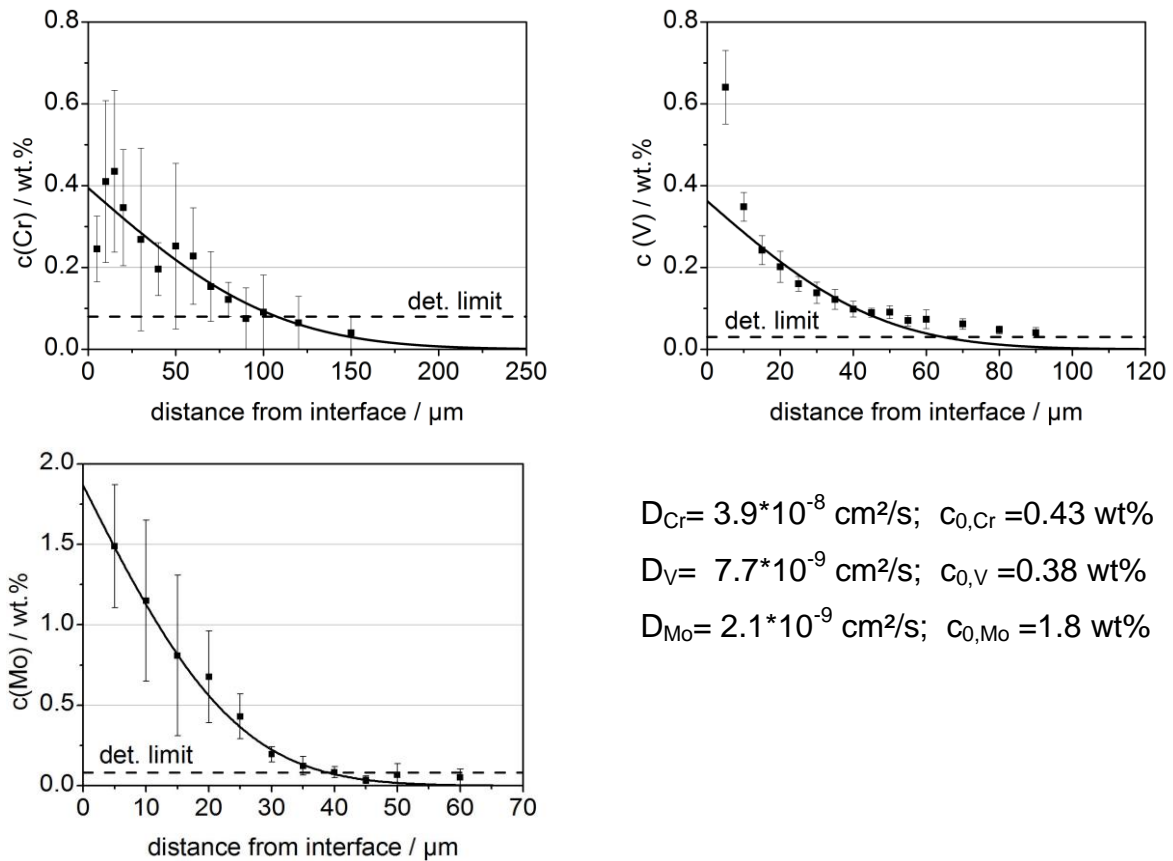 0.8
0.6
0.4
0.2
0.0
c(Cr) / wt.%
det. limit
0 50 100 150 200 250
distance from interface / µm
0.8
0.6
0.4
0.2
0.0
c (V) / wt.%
det. limit
0 20 40 60 80 100 120
distance from interface / µm
2.0
1.5
1.0
0.5
0.0
c(Mo) / wt.%
det. limit
0 10 20 30 40 50 60 70
distance from interface / µm
D_Cr= 3.9*10^-8 cm²/s; c_0,Cr =0.43 wt%
D_V= 7.7*10^-9 cm²/s; c_0,V =0.38 wt%
D_Mo= 2.1*10^-9 cm²/s; c_0,Mo =1.8 wt%